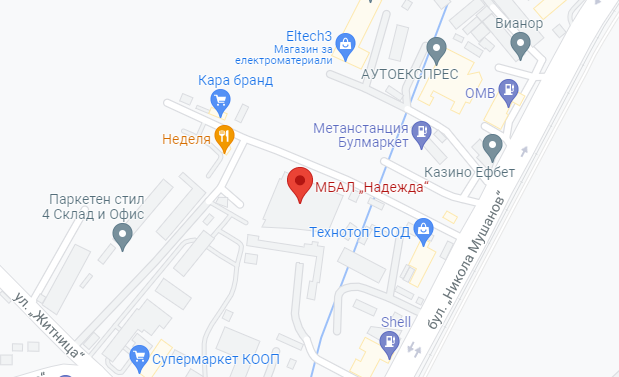 Вианор
Eltech3
Магазин за
електроматериали
АУТОЕКСПРЕС
Кара бранд
ОМВ
Метанстанция
Булмаркет
Неделя
Казино Ефбет
МБАЛ „Надежда“
Паркетен стил
4 Склад и Офис
Технотоп ЕООД
бул. „Никола Мушанов“
ул. „Житница“
Shell
Супермаркет КООП